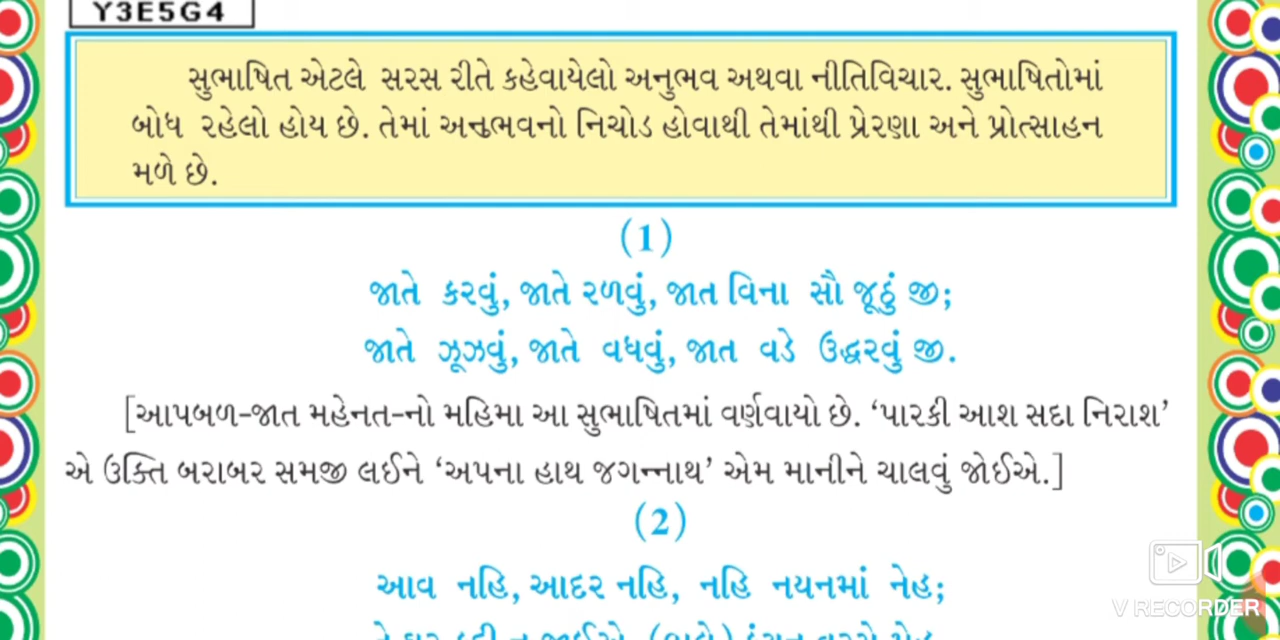 Y3E5G4
સુભાષિત એટલે સરસ રીતે કહેવાયેલો અનુભવ અથવા નીતિવિચાર. સુભાષિતોમાં
બોધ રહેલો હોય છે. તેમાં અનુભવનો નિચોડ હોવાથી તેમાંથી પ્રેરણા અને પ્રોત્સાહન
મળે છે.
(1)
જાતે કરવું, જાતે રળવું, જાત વિના સૌ જૂઠું જી;
જાતે ઝૂઝવું, જાતે વધવું, જાત વડે ઉદ્ધરવું જી.
[આપબળ-જાત મહેનત-નો મહિમા આ સુભાષિતમાં વર્ણવાયો છે. ‘પારકી આશ સદા નિરાશ’
એ ઉક્તિ બરાબર સમજી લઈને ‘અપના હાથ જગન્નાથ’ એમ માનીને ચાલવું જોઈએ.]
(2)
આવ નહિ, આદર નહિ, નહિ નયનમાં નેહ;
V RECORDER